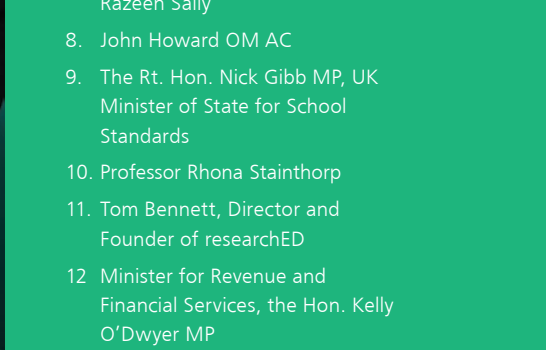 Razeen Sally
8. John Howard OM AC
9. The Rt. Hon. Nick Gibb MP, UK
Minister of State for School
Standards
10. Professor Rhona Stainthorp
11. Tom Bennett, Director and
Founder of researchED
12 Minister for Revenue and
Financial Services, the Hon. Kelly
O’Dwyer MP